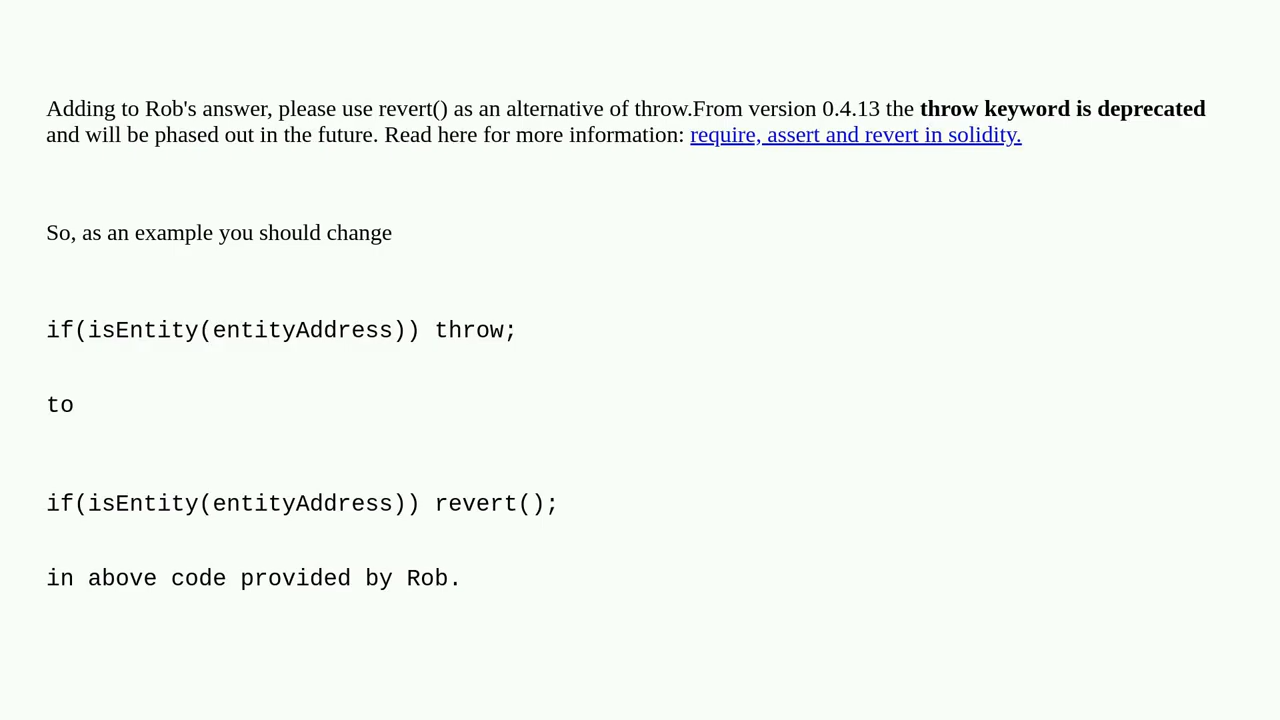 Adding to Rob's answer, please use revert() as an alternative of throw.From version 0.4.13 the throw keyword is deprecated
and will be phased out in the future. Read here for more information: require, assert and revert in solidity.
So, as an example you should change
if(isEntity(entityAddress)) throw;
to
if(isEntity(entityAddress)) revert();
in above code provided by Rob.